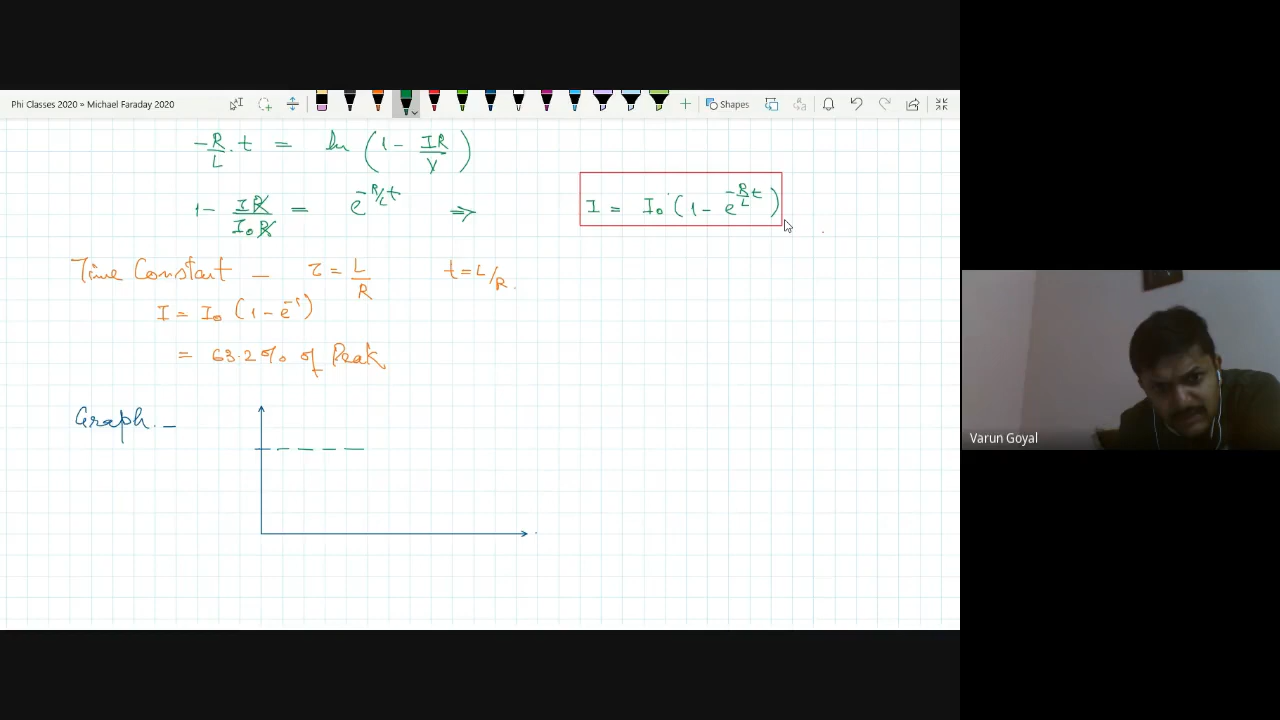 Phi Classes 2020 » Michael Faraday 2020
Shapes
-R/L . t = ln (1 - IR/V)
1 - IR/I₀R = e^(-R/L t) ⇒ I = I₀ (1 - e^(-R/L t))
Time Constant - τ = L/R t = L/R.
I = I₀ (1 - e⁻¹)
= 63.2% of Peak
Graph. -
Varun Goyal